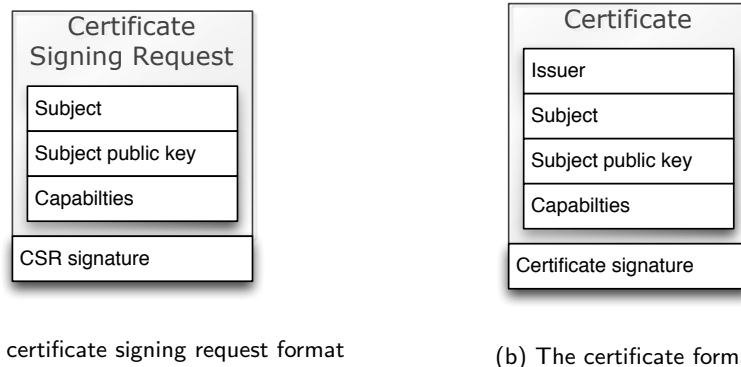 Certificate
Signing Request
Subject
Subject public key
Capabilties
CSR signature
certificate signing request format
Certificate
Issuer
Subject
Subject public key
Capabilties
Certificate signature
(b) The certificate form